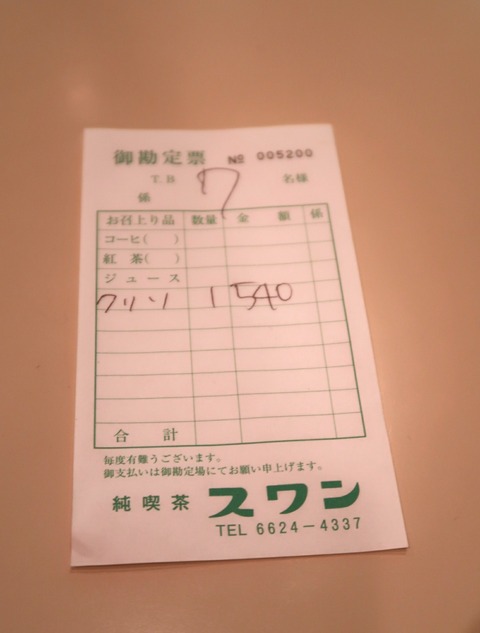 御勘定票 № 005200
T.B 7 名様
係
お召上り品 数量 金額 係
コーヒ( )
紅茶( )
ジュース
クリソ 1 540
合計
毎度有難うございます。
御支払いは御勘定場にてお願い申上げます。
純喫茶 スワン
TEL 6624-4337